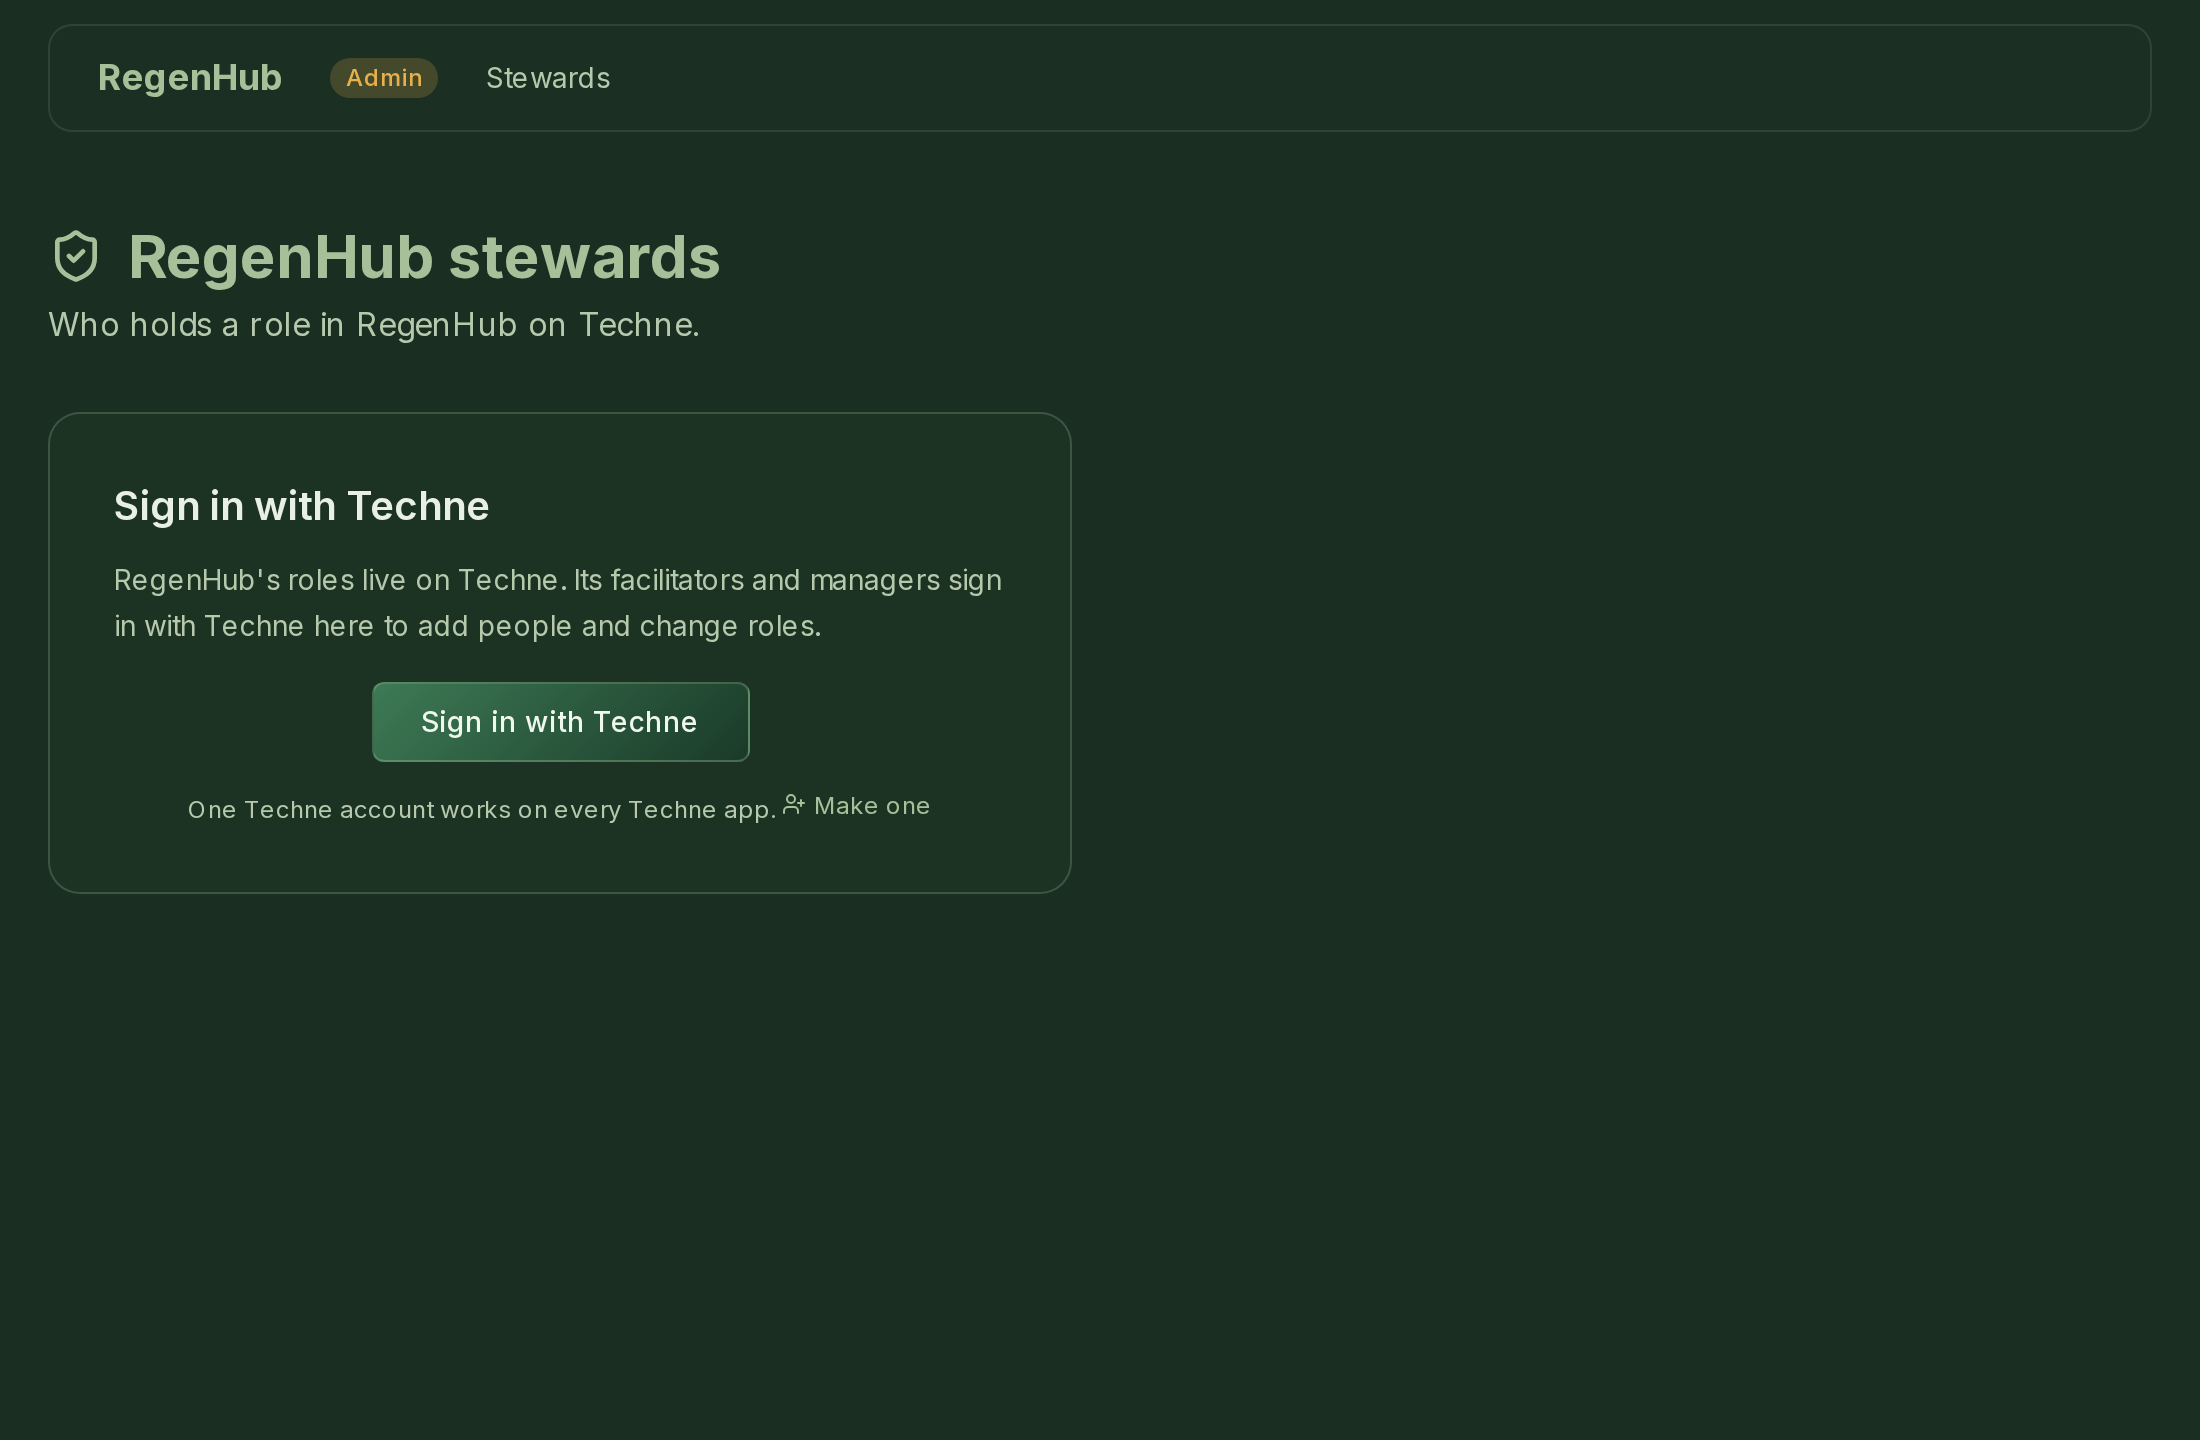 RegenHub Admin Stewards
RegenHub stewards
Who holds a role in RegenHub on Techne.
Sign in with Techne
RegenHub's roles live on Techne. Its facilitators and managers sign
in with Techne here to add people and change roles.
Sign in with Techne
One Techne account works on every Techne app. Make one